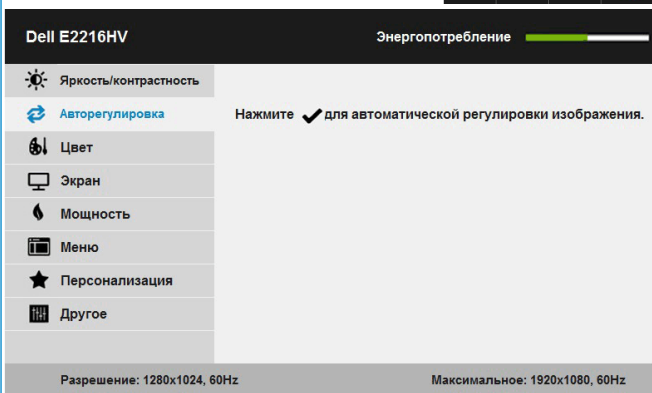 Dell E2216HV
Энергопотребление
Яркость/контрастность
Авторегулировка
Нажмите для автоматической регулировки изображения.
Цвет
Экран
Мощность
Меню
Персонализация
Другое
Разрешение: 1280x1024, 60Hz
Максимальное: 1920x1080, 60Hz